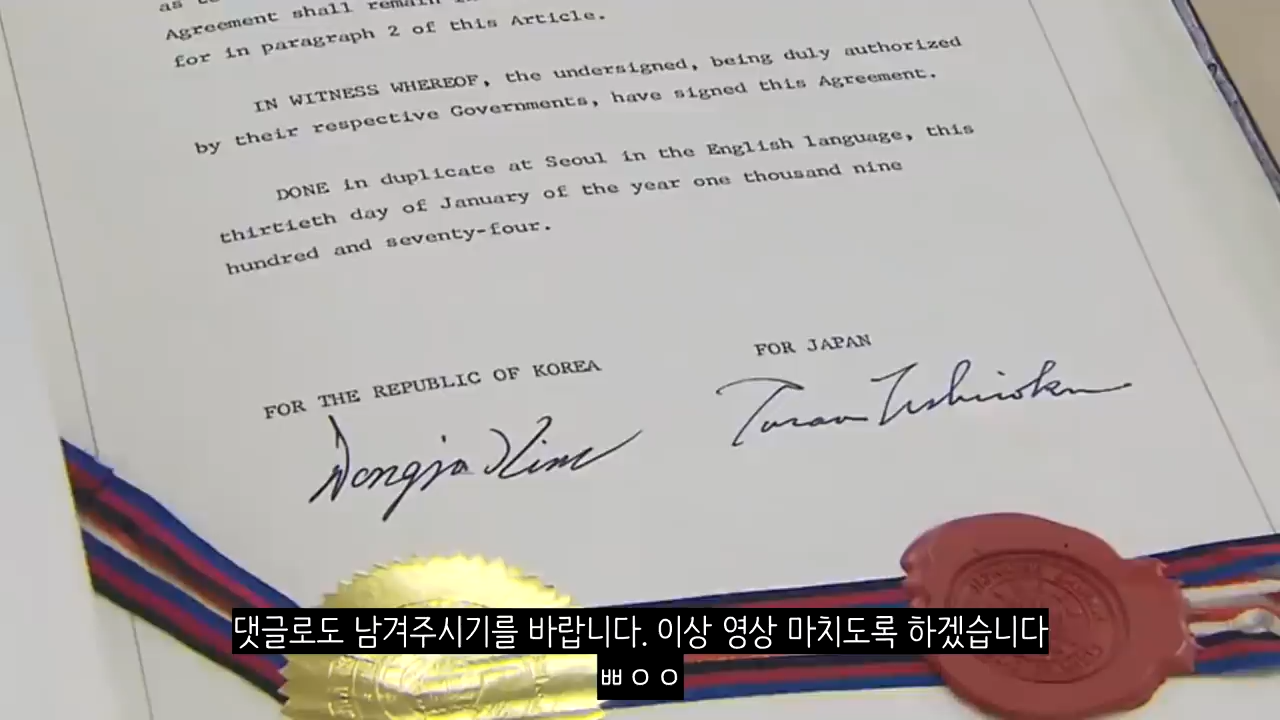 as to
Agreement shall remain
for in paragraph 2 of this Article.
IN WITNESS WHEREOF, the undersigned, being duly authorized
by their respective Governments, have signed this Agreement.
DONE in duplicate at Seoul in the English language, this
thirtieth day of January of the year one thousand nine
hundred and seventy-four.
FOR THE REPUBLIC OF KOREA
FOR JAPAN
Dongjo Kim
댓글로도 남겨주시기를 바랍니다. 이상 영상 마치도록 하겠습니다
ㅃㅇㅇ